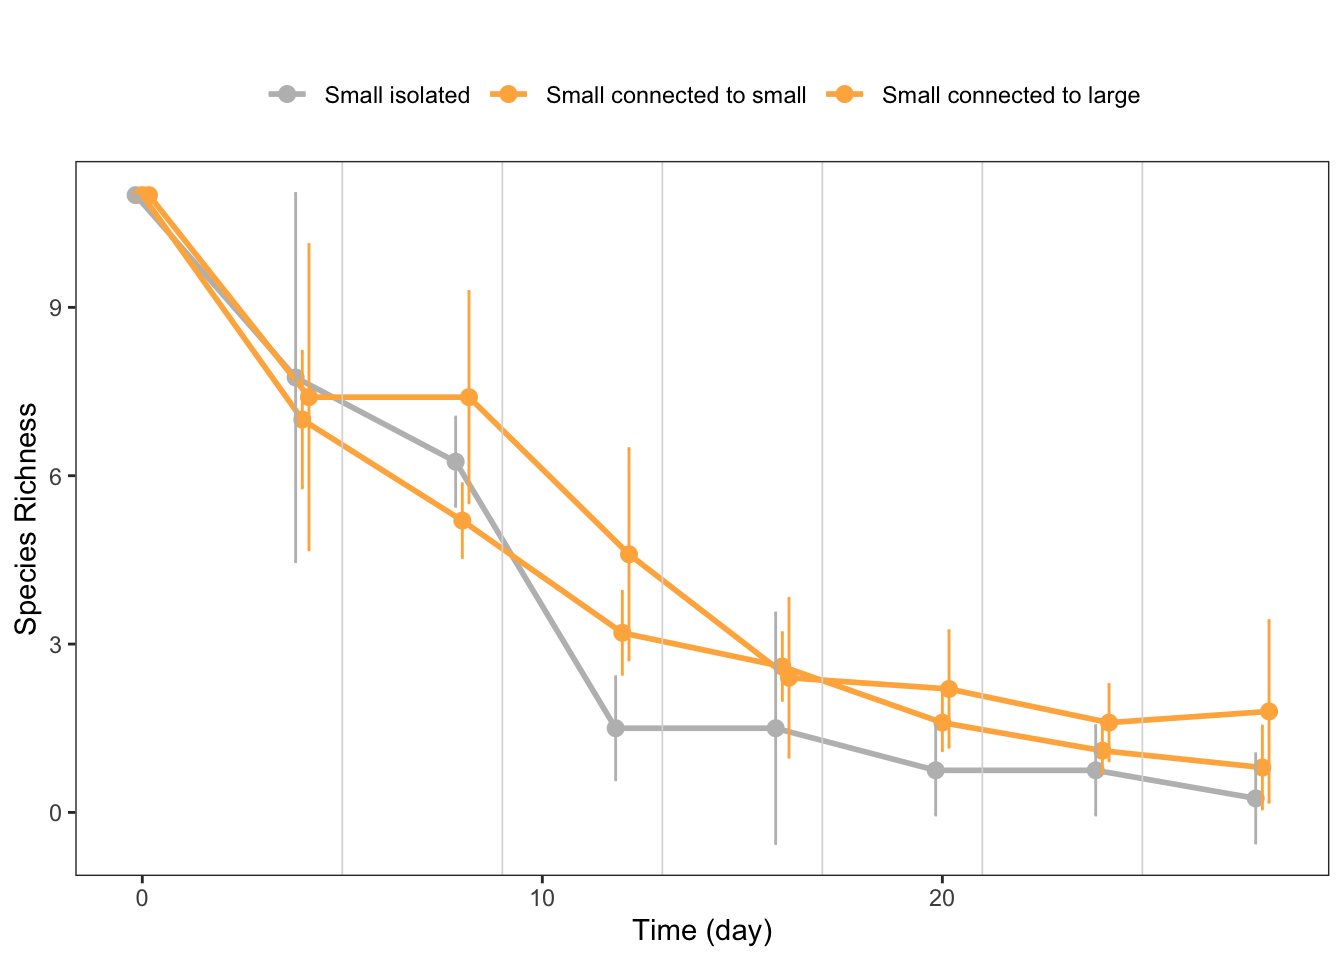 Small isolated Small connected to small Small connected to large
9
6
3
0
Species Richness
0 10 20
Time (day)